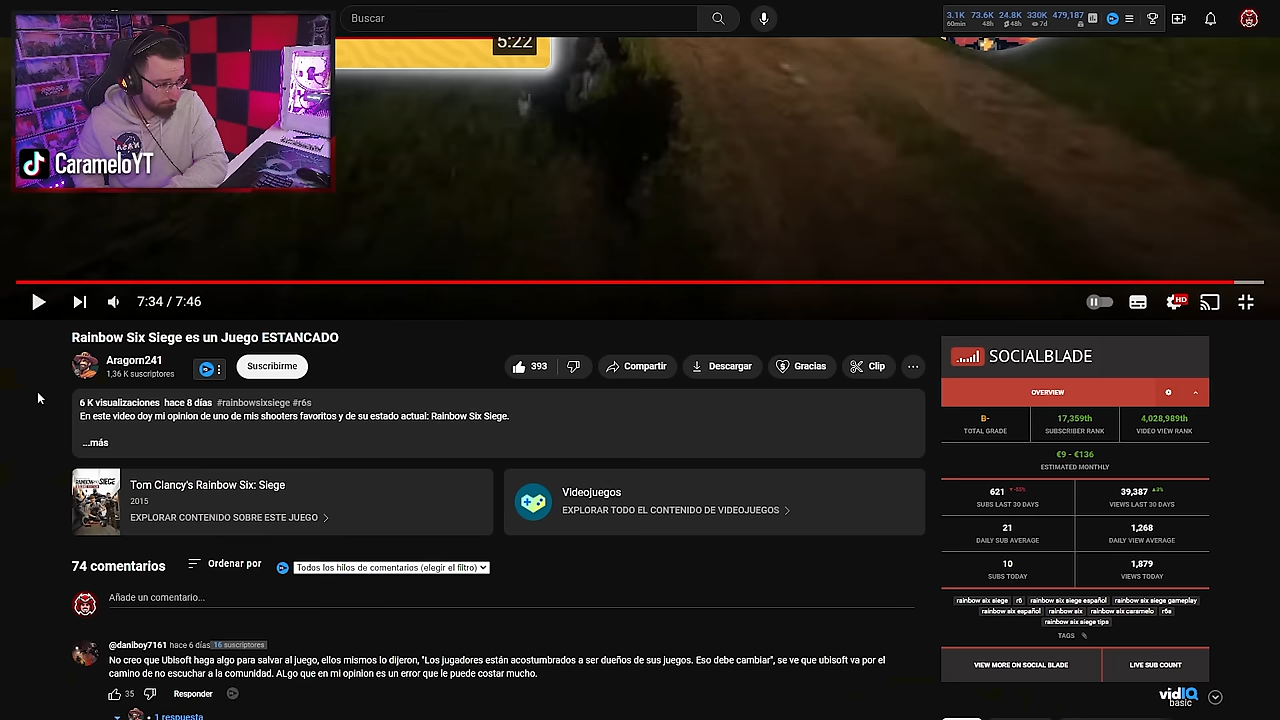 Buscar
3.1K 73.6K 24.8K 330K 479,187
60min 48h 48h 7d
5:22
CarameloYT
7:34 / 7:46
HD
Rainbow Six Siege es un Juego ESTANCADO
Aragorn241
1,36 K suscriptores
Suscribirme
393
Compartir
Descargar
Gracias
Clip
6 K visualizaciones hace 8 días #rainbowsixsiege #r6s
En este video doy mi opinion de uno de mis shooters favoritos y de su estado actual: Rainbow Six Siege.
...más
Tom Clancy's Rainbow Six: Siege
2015
EXPLORAR CONTENIDO SOBRE ESTE JUEGO
Videojuegos
EXPLORAR TODO EL CONTENIDO DE VIDEOJUEGOS
74 comentarios
Ordenar por
Todos los hilos de comentarios (elegir el filtro)
Añade un comentario...
@daniboy7161 hace 6 días 16 suscriptores
No creo que Ubisoft haga algo para salvar al juego, ellos mismos lo dijeron, "Los jugadores están acostumbrados a ser dueños de sus juegos. Eso debe cambiar", se ve que ubisoft va por el
camino de no escuchar a la comunidad. ALgo que en mi opinion es un error que le puede costar mucho.
35
Responder
1 respuesta
SOCIALBLADE
OVERVIEW
B- 17,359th 4,028,989th
TOTAL GRADE SUBSCRIBER RANK VIDEO VIEW RANK
€9 - €136
ESTIMATED MONTHLY
621 39,387
SUBS LAST 30 DAYS VIEWS LAST 30 DAYS
21 1,268
DAILY SUB AVERAGE DAILY VIEW AVERAGE
10 1,879
SUBS TODAY VIEWS TODAY
rainbow six siege r6 rainbow six siege español rainbow six siege gameplay
rainbow six español rainbow six rainbow six caramelo r6s
rainbow six siege tips
TAGS
VIEW MORE ON SOCIAL BLADE LIVE SUB COUNT
vidIQ
basic